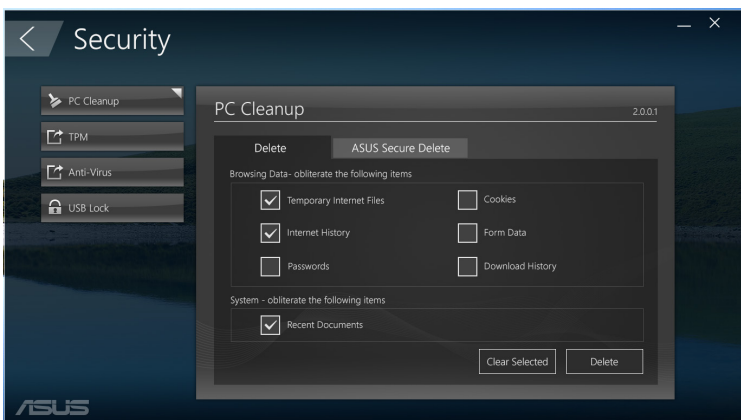 Security
PC Cleanup
TPM
Anti-Virus
USB Lock
PC Cleanup
2.0.0.1
Delete
ASUS Secure Delete
Browsing Data- obliterate the following items
Temporary Internet Files
Cookies
Internet History
Form Data
Passwords
Download History
System - obliterate the following items
Recent Documents
Clear Selected
Delete
ASUS